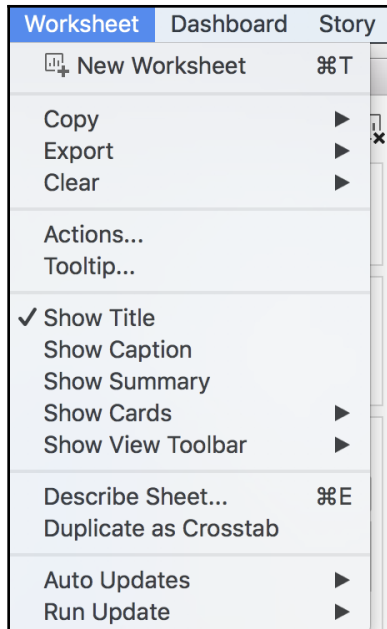 Worksheet Dashboard Story
New Worksheet ⌘T
Copy ▶
Export ▶
Clear ▶
Actions...
Tooltip...
✓ Show Title
Show Caption
Show Summary
Show Cards ▶
Show View Toolbar ▶
Describe Sheet... ⌘E
Duplicate as Crosstab
Auto Updates ▶
Run Update ▶